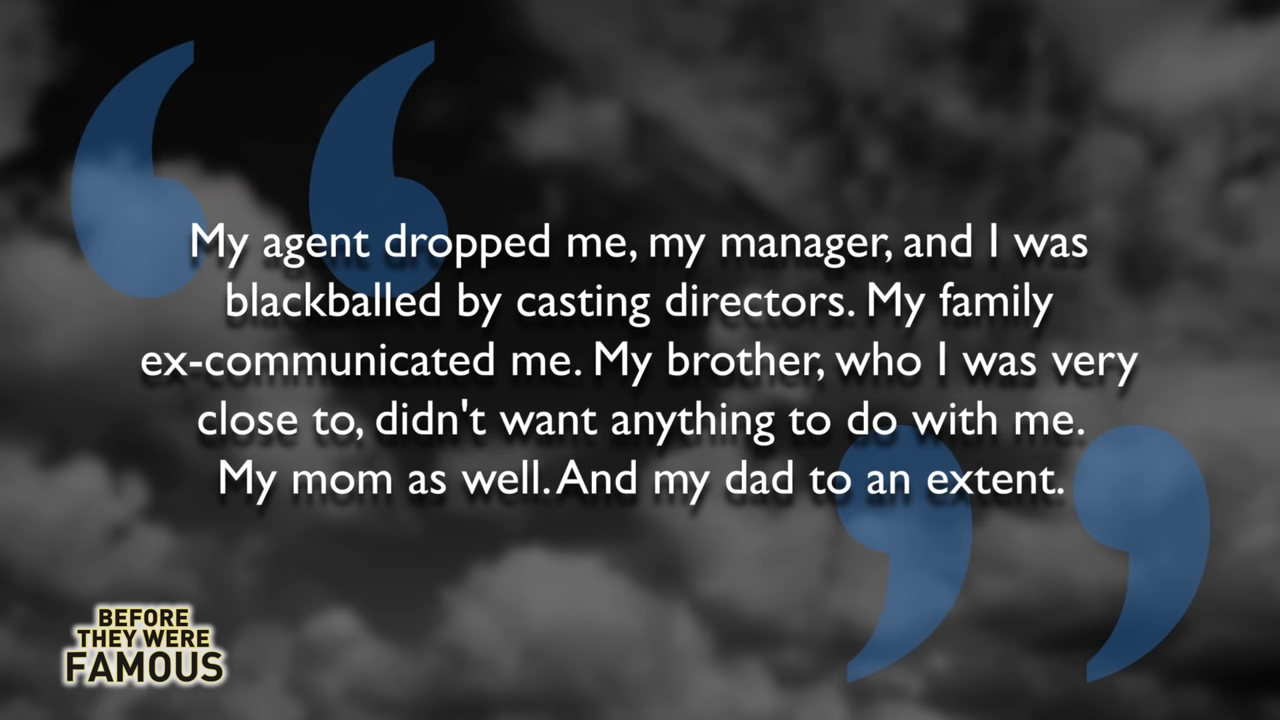 My agent dropped me, my manager, and I was
blackballed by casting directors. My family
ex-communicated me. My brother, who I was very
close to, didn't want anything to do with me.
My mom as well. And my dad to an extent.
BEFORE
THEY WERE
FAMOUS